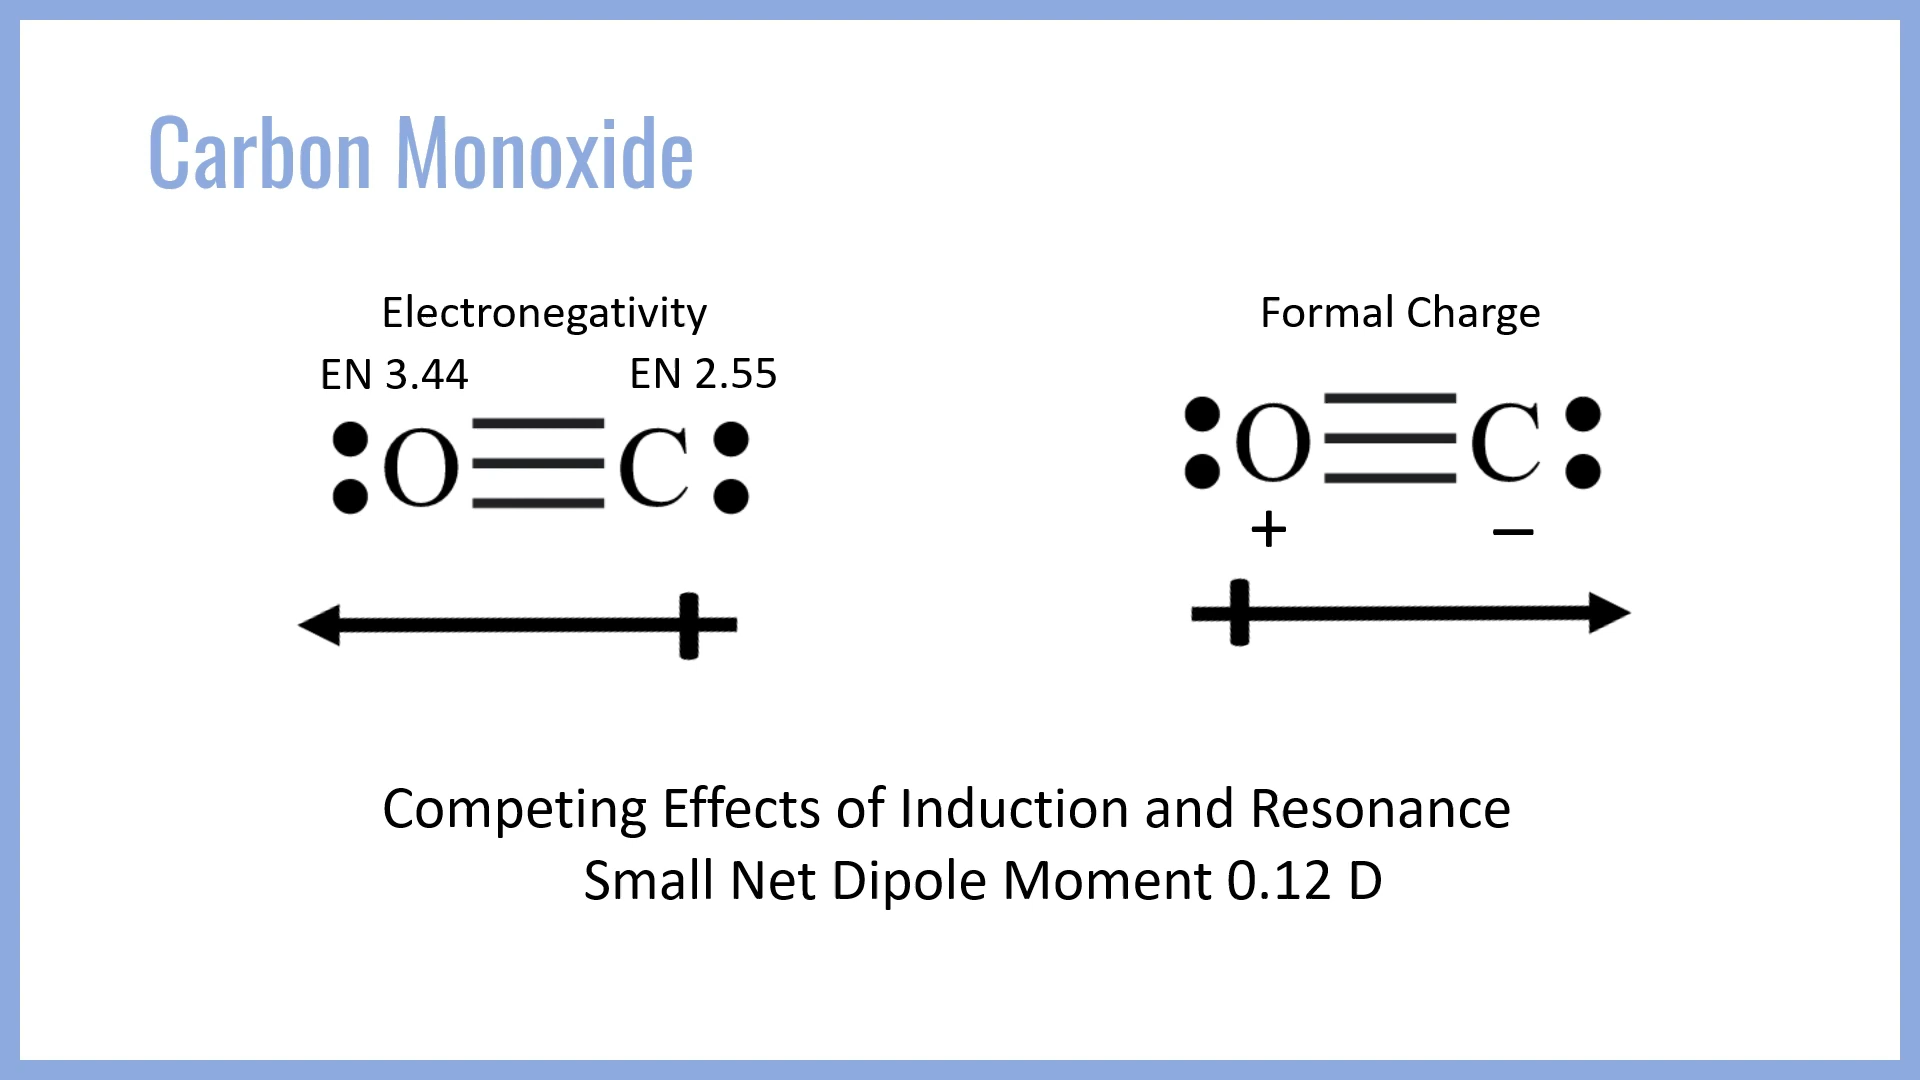 Carbon Monoxide
Electronegativity
EN 3.44 EN 2.55
:O≡C:
Formal Charge
:O≡C:
+ –
Competing Effects of Induction and Resonance
Small Net Dipole Moment 0.12 D